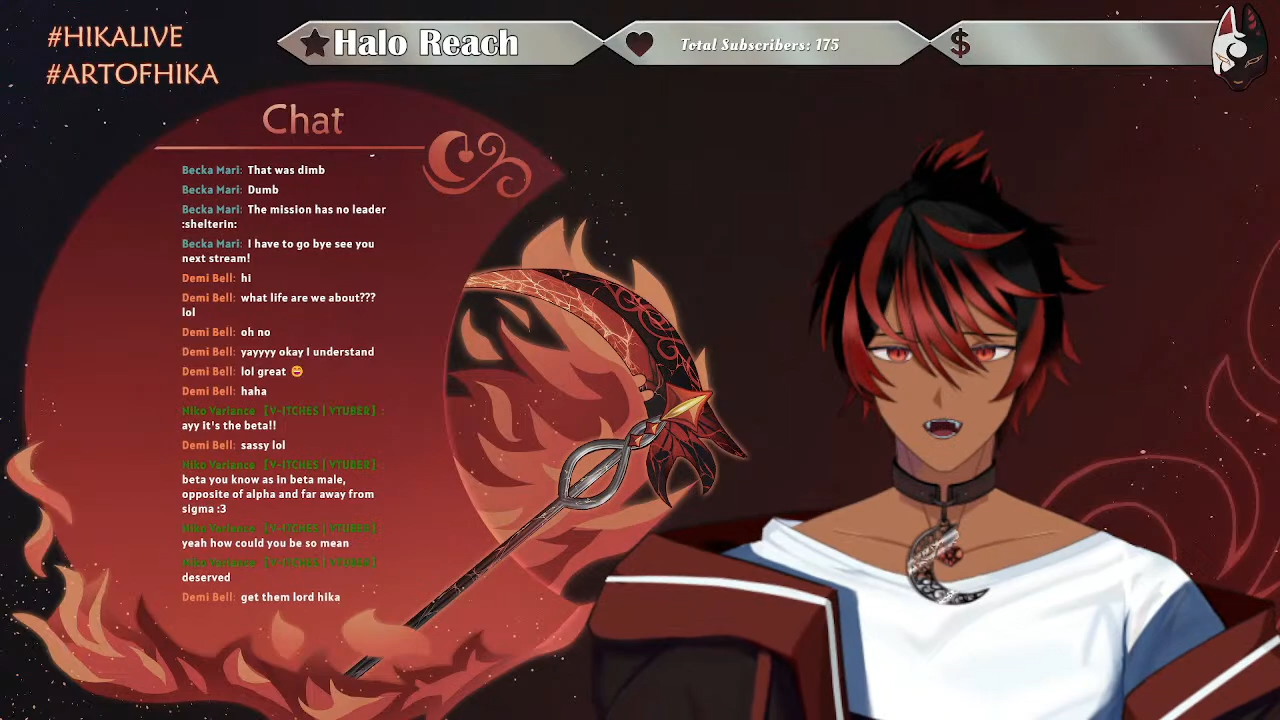 #HIKALIVE
#ARTOFHIKA
Halo Reach
Total Subscribers: 175
$
Chat
Becka Mari: That was dimb
Becka Mari: Dumb
Becka Mari: The mission has no leader
:shelterin:
Becka Mari: I have to go bye see you
next stream!
Demi Bell: hi
Demi Bell: what life are we about???
lol
Demi Bell: oh no
Demi Bell: yayyyy okay I understand
Demi Bell: lol great 😆
Demi Bell: haha
Niko Variance [V-ITCHES | VTUBER] :
ayy it's the beta!!
Demi Bell: sassy lol
Niko Variance [V-ITCHES | VTUBER] :
beta you know as in beta male,
opposite of alpha and far away from
sigma :3
Niko Variance [V-ITCHES | VTUBER] :
yeah how could you be so mean
Niko Variance [V-ITCHES | VTUBER] :
deserved
Demi Bell: get them lord hika